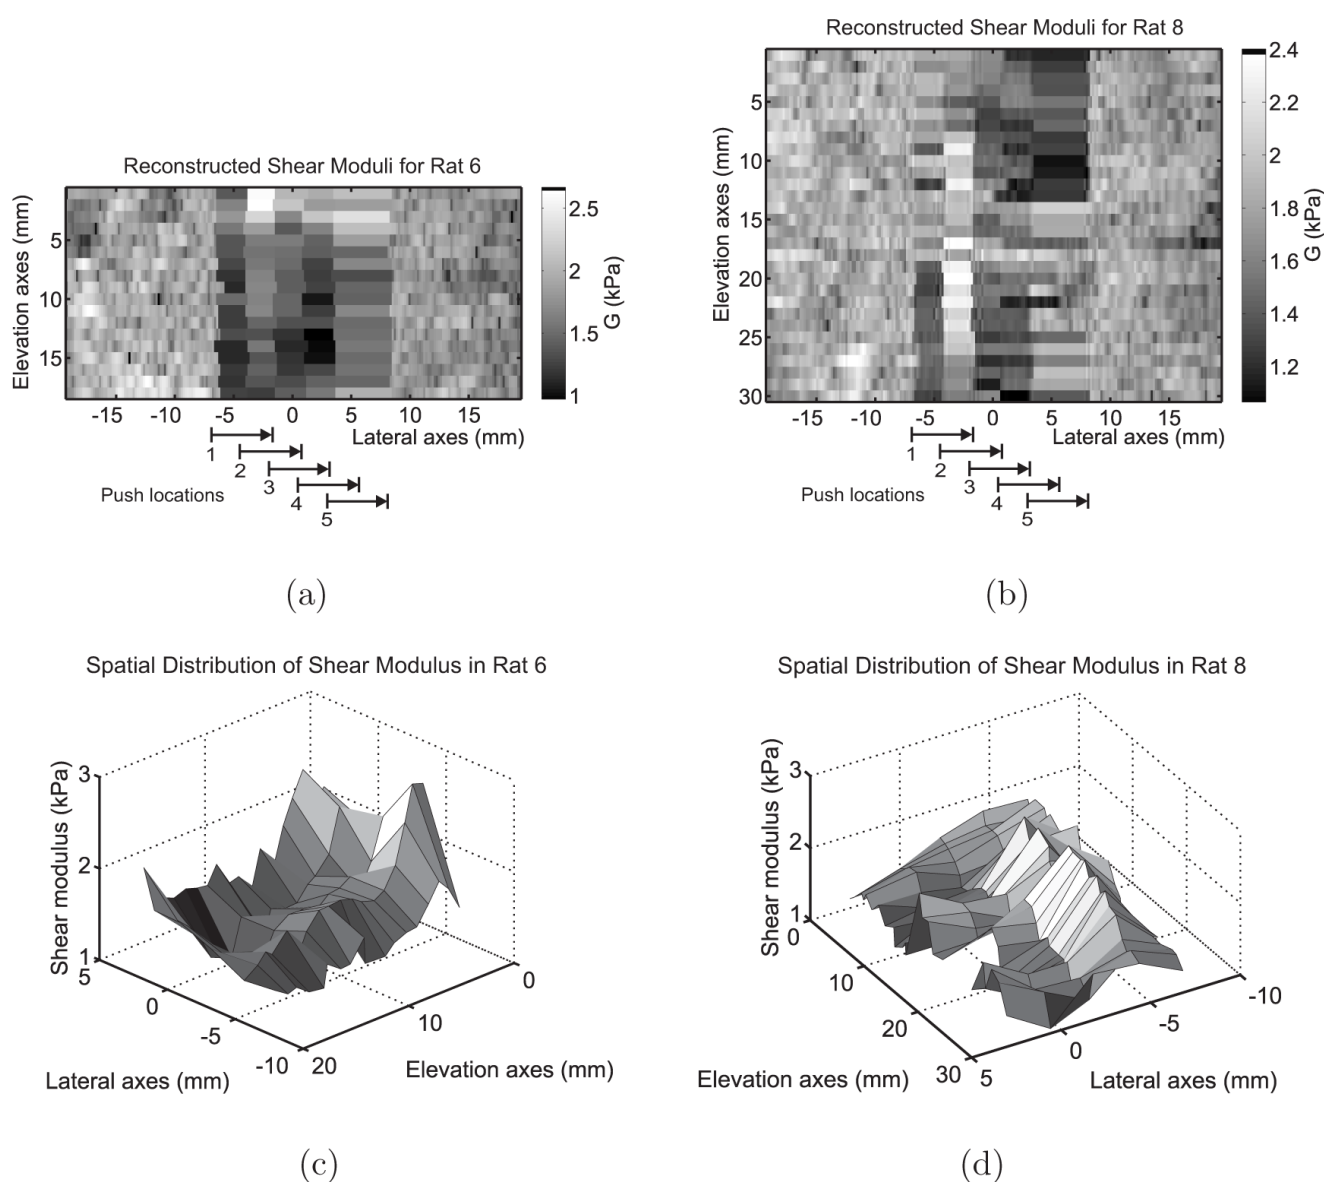 Reconstructed Shear Moduli for Rat 6
Elevation axes (mm)
5
10
15
-15 -10 -5 0 5 10 15
Lateral axes (mm)
2.5
2
1.5
1
G (kPa)
1
2
3
4
5
Push locations
(a)
Reconstructed Shear Moduli for Rat 8
Elevation axes (mm)
5
10
15
20
25
30
-15 -10 -5 0 5 10 15
Lateral axes (mm)
2.4
2.2
2
1.8
1.6
1.4
1.2
G (kPa)
1
2
3
4
5
Push locations
(b)
Spatial Distribution of Shear Modulus in Rat 6
Shear modulus (kPa)
3
2
1
5
0
-5
-10
Lateral axes (mm)
20
10
0
Elevation axes (mm)
(c)
Spatial Distribution of Shear Modulus in Rat 8
Shear modulus (kPa)
3
2
1
0
10
20
30
Elevation axes (mm)
5
0
-5
-10
Lateral axes (mm)
(d)